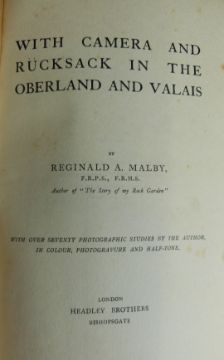 WITH CAMERA AND
RÜCKSACK IN THE
OBERLAND AND VALAIS
BY
REGINALD A. MALBY,
F.R.P.S., F.R.H.S.
Author of "The Story of my Rock Garden"
WITH OVER SEVENTY PHOTOGRAPHIC STUDIES BY THE AUTHOR,
IN COLOUR, PHOTOGRAVURE AND HALF-TONE.
LONDON
HEADLEY BROTHERS
BISHOPSGATE